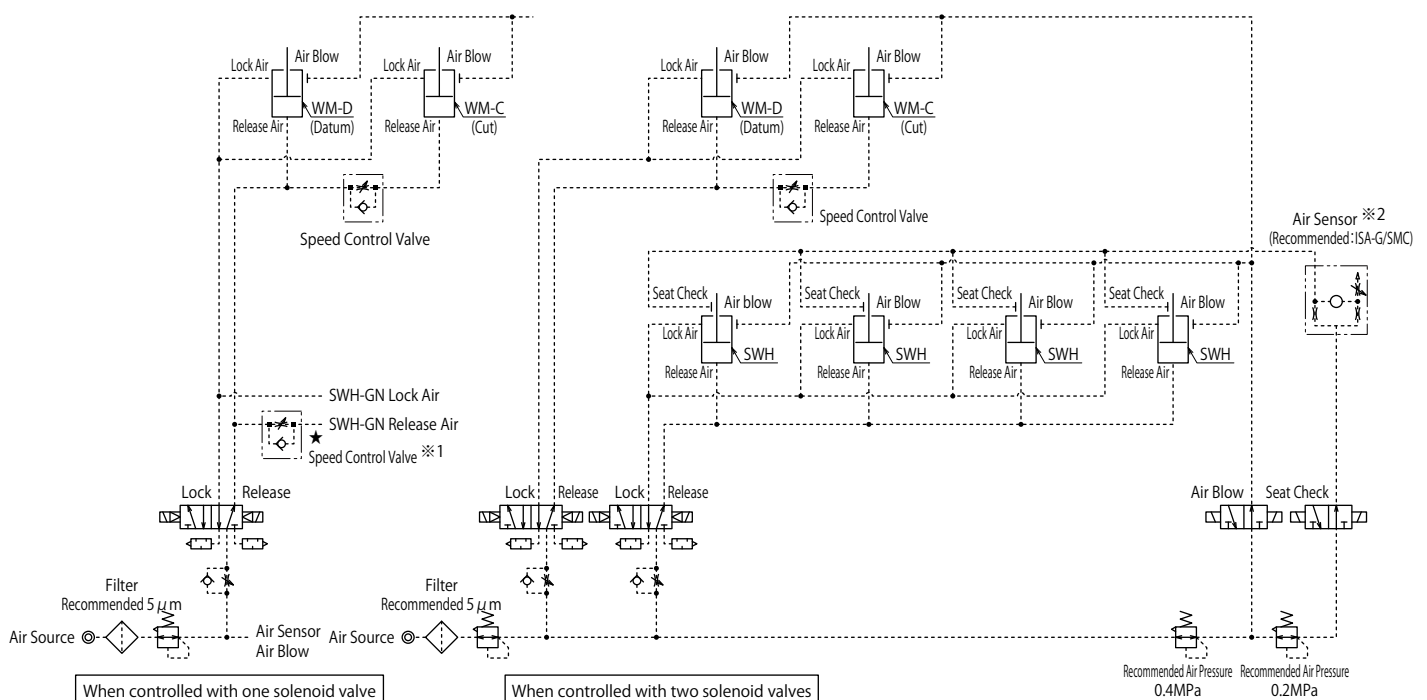 Air Blow
Air Blow
Lock Air
Lock Air
WM-D
(Datum)
WM-C
(Cut)
Release Air
Release Air
Speed Control Valve
SWH-GN Lock Air
SWH-GN Release Air
★
Speed Control Valve ※1
Lock
Release
Filter
Recommended 5μm
Air Source
Air Sensor
Air Blow
When controlled with one solenoid valve
Air Blow
Air Blow
Lock Air
Lock Air
WM-D
(Datum)
WM-C
(Cut)
Release Air
Release Air
Speed Control Valve
Air Sensor ※2
(Recommended:ISA-G/SMC)
Seat Check
Air blow
Seat Check
Air Blow
Seat Check
Air Blow
Seat Check
Air Blow
Lock Air
Lock Air
Lock Air
Lock Air
SWH
SWH
SWH
SWH
Release Air
Release Air
Release Air
Release Air
Lock
Release
Lock
Release
Air Blow
Seat Check
Filter
Recommended 5μm
Air Source
Recommended Air Pressure
0.4MPa
Recommended Air Pressure
0.2MPa
When controlled with two solenoid valves